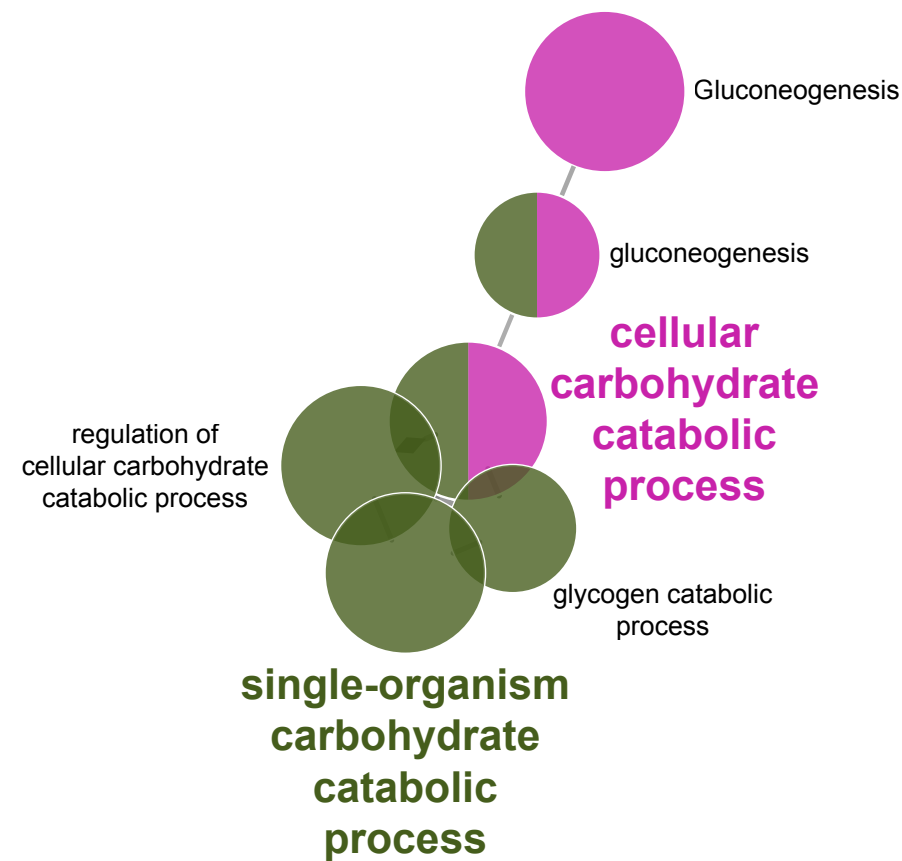 Gluconeogenesis
gluconeogenesis
cellular
carbohydrate
catabolic
process
regulation of
cellular carbohydrate
catabolic process
glycogen catabolic
process
single-organism
carbohydrate
catabolic
process